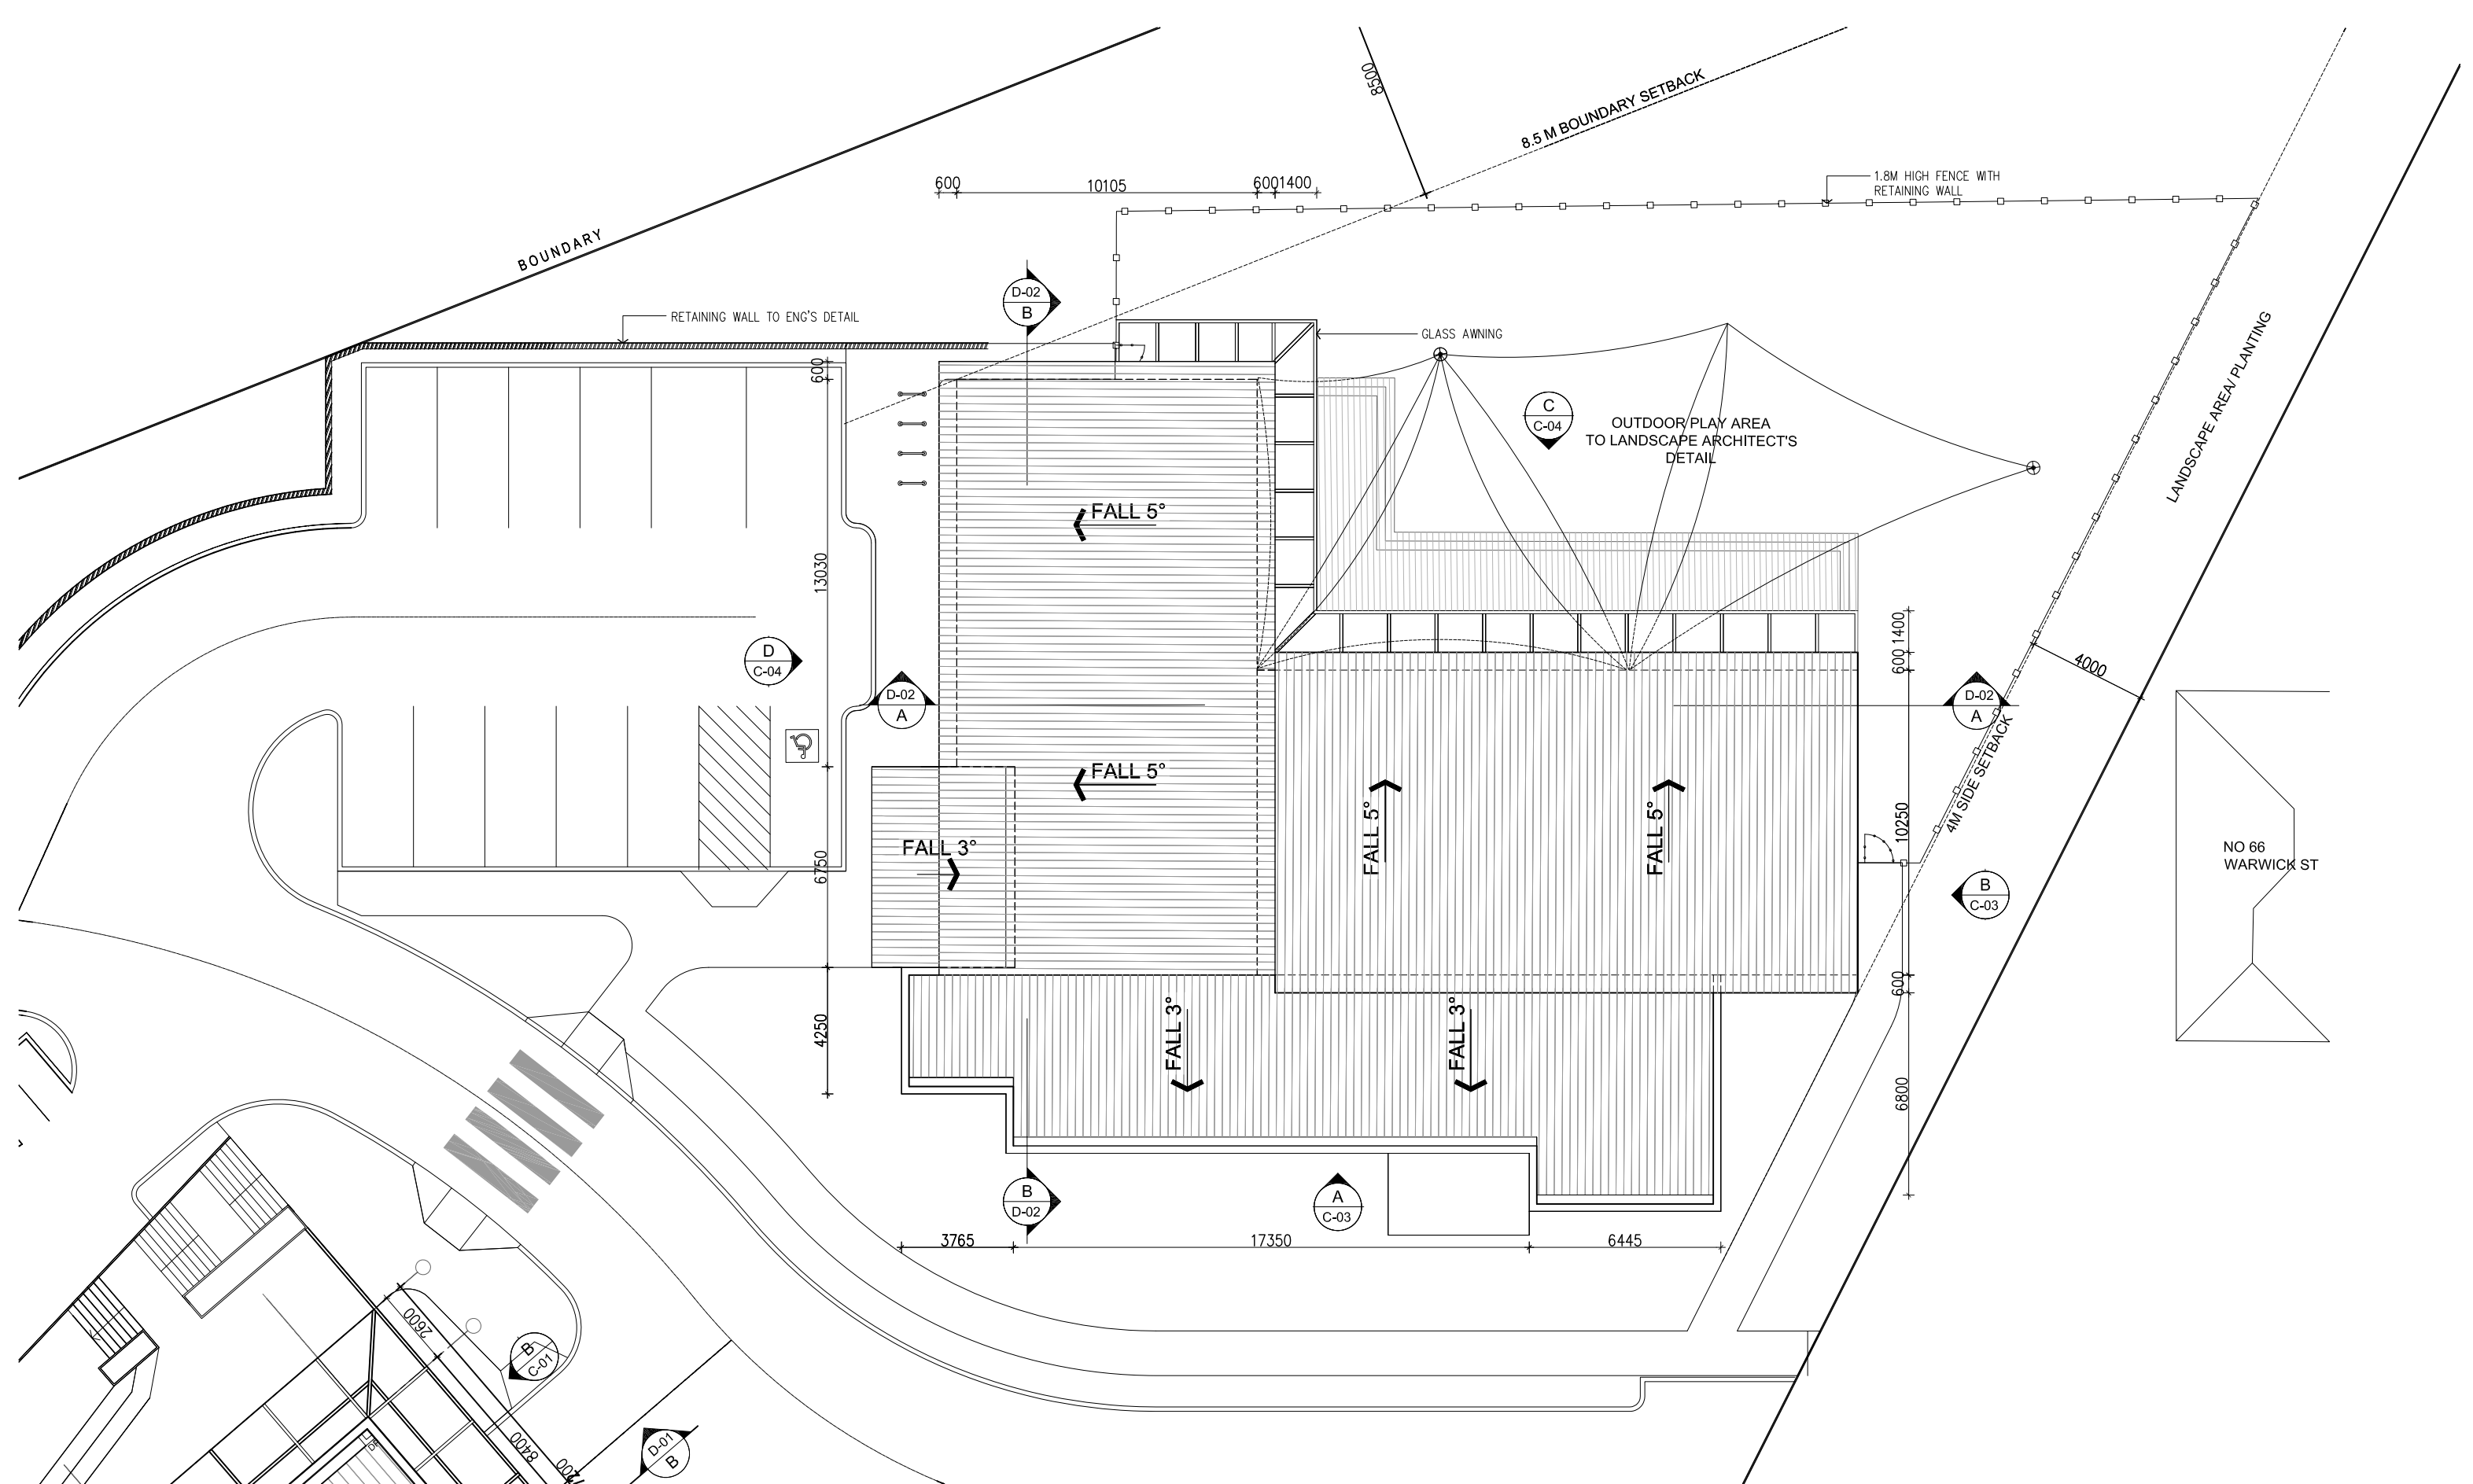 8500
8.5 M BOUNDARY SETBACK
600
10105
600
1400
1.8M HIGH FENCE WITH
RETAINING WALL
BOUNDARY
D-02
B
RETAINING WALL TO ENG'S DETAIL
GLASS AWNING
LANDSCAPE AREA/ PLANTING
600
C
C-04
OUTDOOR PLAY AREA
TO LANDSCAPE ARCHITECT'S
DETAIL
FALL 5°
13030
1400
600
D
C-04
D-02
A
4000
D-02
A
4M SIDE SETBACK
FALL 5°
FALL 5°
FALL 5°
10250
FALL 3°
6750
NO 66
WARWICK ST
B
C-03
600
4250
FALL 3°
FALL 3°
6800
B
D-02
A
C-03
3765
17350
6445
2600
B
C-01
8400
D-01
B